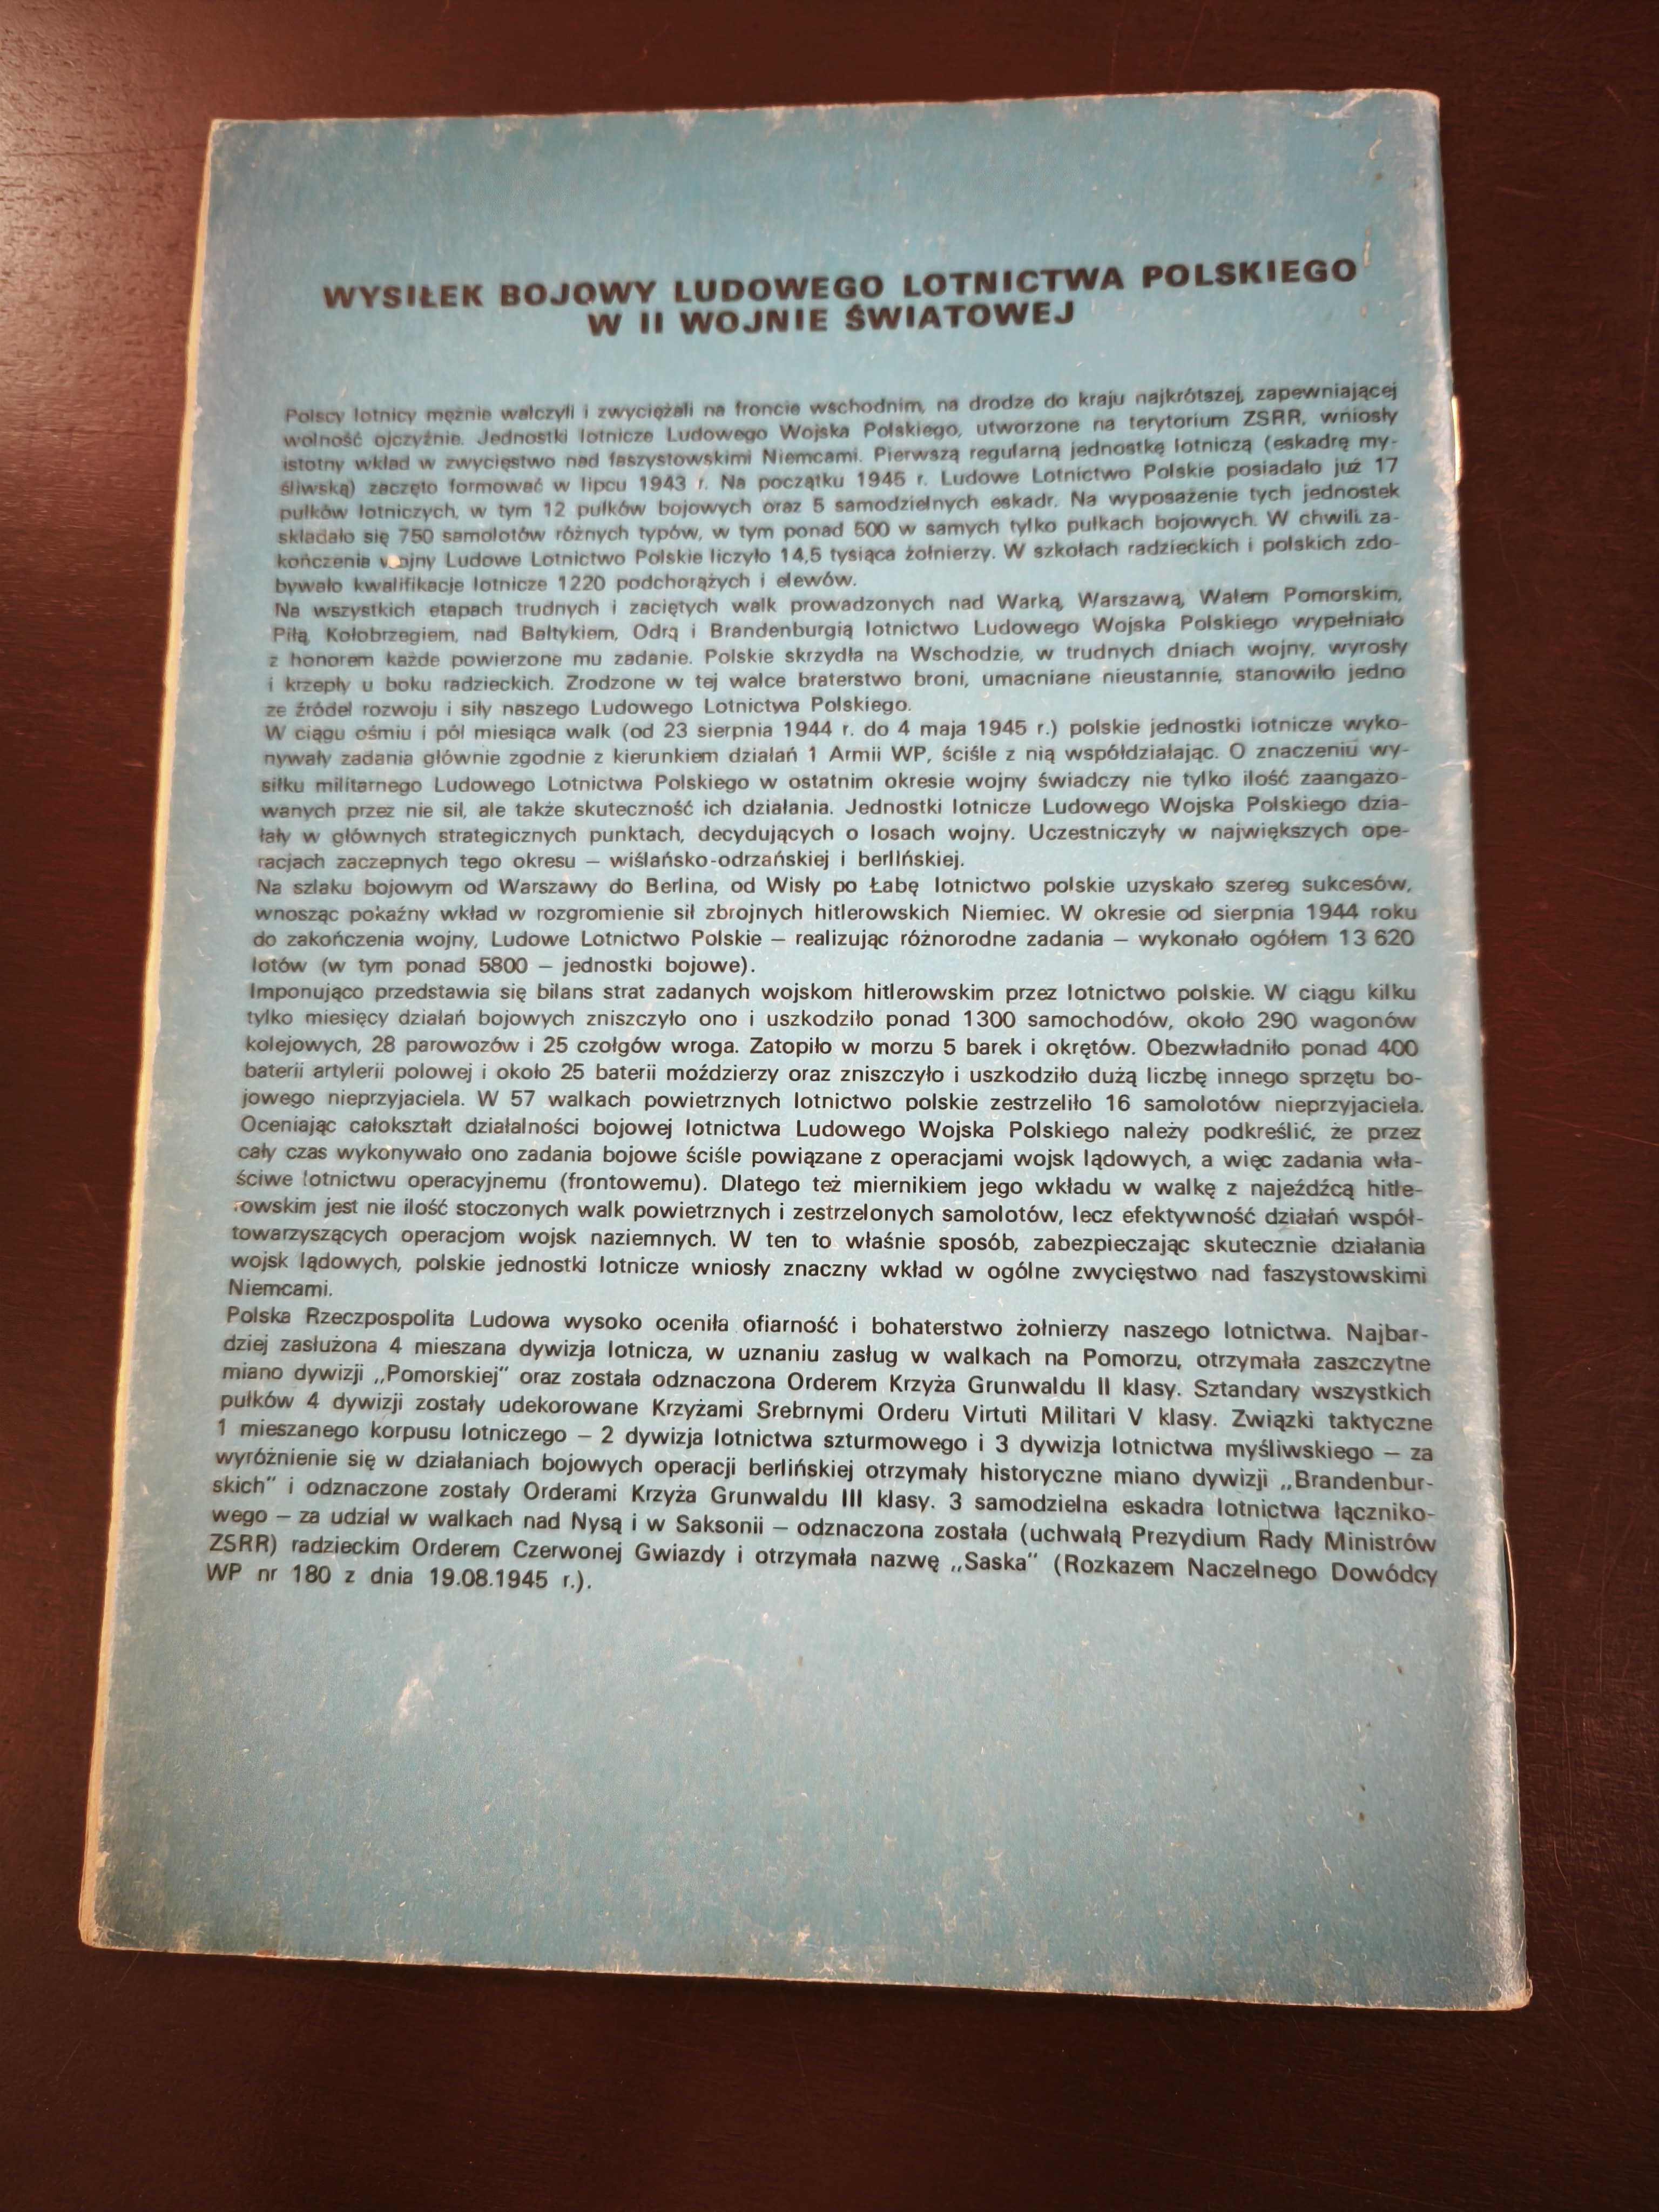 WYSIŁEK BOJOWY LUDOWEGO LOTNICTWA POLSKIEGO
W II WOJNIE ŚWIATOWEJ
Polscy lotnicy mężnie walczyli i zwyciężali na froncie wschodnim, na drodze do kraju najkrótszej, zapewniającej
wolność ojczyźnie. Jednostki lotnicze Ludowego Wojska Polskiego, utworzone na terytorium ZSRR, wniosły
istotny wkład w zwycięstwo nad faszystowskimi Niemcami. Pierwszą regularną jednostkę lotniczą (eskadrę my-
śliwską) zaczęto formować w lipcu 1943 r. Na początku 1945 r. Ludowe Lotnictwo Polskie posiadało już 17
pułków lotniczych, w tym 12 pułków bojowych oraz 5 samodzielnych eskadr. Na wyposażenie tych jednostek
składało się 750 samolotów różnych typów, w tym ponad 500 w samych tylko pułkach bojowych. W chwili za-
kończenia wojny Ludowe Lotnictwo Polskie liczyło 14,5 tysiąca żołnierzy. W szkołach radzieckich i polskich zdo-
bywało kwalifikacje lotnicze 1220 podchorążych i elewów.
Na wszystkich etapach trudnych i zaciętych walk prowadzonych nad Warką, Warszawą, Wałem Pomorskim,
Piłą, Kołobrzegiem, nad Bałtykiem, Odrą i Brandenburgią lotnictwo Ludowego Wojska Polskiego wypełniało
z honorem każde powierzone mu zadanie. Polskie skrzydła na Wschodzie, w trudnych dniach wojny, wyrosły
i krzepły u boku radzieckich. Zrodzone w tej walce braterstwo broni, umacniane nieustannie, stanowiło jedno
ze źródeł rozwoju i siły naszego Ludowego Lotnictwa Polskiego.
W ciągu ośmiu i pół miesiąca walk (od 23 sierpnia 1944 r. do 4 maja 1945 r.) polskie jednostki lotnicze wyko-
nywały zadania głównie zgodnie z kierunkiem działań 1 Armii WP, ściśle z nią współdziałając. O znaczeniu wy-
siłku militarnego Ludowego Lotnictwa Polskiego w ostatnim okresie wojny świadczy nie tylko ilość zaangażo-
wanych przez nie sił, ale także skuteczność ich działania. Jednostki lotnicze Ludowego Wojska Polskiego dzia-
łały w głównych strategicznych punktach, decydujących o losach wojny. Uczestniczyły w największych ope-
racjach zaczepnych tego okresu – wiślańsko-odrzańskiej i berlińskiej.
Na szlaku bojowym od Warszawy do Berlina, od Wisły po Łabę lotnictwo polskie uzyskało szereg sukcesów,
wnosząc pokaźny wkład w rozgromienie sił zbrojnych hitlerowskich Niemiec. W okresie od sierpnia 1944 roku
do zakończenia wojny, Ludowe Lotnictwo Polskie – realizując różnorodne zadania – wykonało ogółem 13 620
lotów (w tym ponad 5800 – jednostki bojowe).
Imponująco przedstawia się bilans strat zadanych wojskom hitlerowskim przez lotnictwo polskie. W ciągu kilku
tylko miesięcy działań bojowych zniszczyło ono i uszkodziło ponad 1300 samochodów, około 290 wagonów
kolejowych, 28 parowozów i 25 czołgów wroga. Zatopiło w morzu 5 barek i okrętów. Obezwładniło ponad 400
baterii artylerii polowej i około 25 baterii moździerzy oraz zniszczyło i uszkodziło dużą liczbę innego sprzętu bo-
jowego nieprzyjaciela. W 57 walkach powietrznych lotnictwo polskie zestrzeliło 16 samolotów nieprzyjaciela.
Oceniając całokształt działalności bojowej lotnictwa Ludowego Wojska Polskiego należy podkreślić, że przez
cały czas wykonywało ono zadania bojowe ściśle powiązane z operacjami wojsk lądowych, a więc zadania wła-
ściwe lotnictwu operacyjnemu (frontowemu). Dlatego też miernikiem jego wkładu w walkę z najeźdźcą hitle-
rowskim jest nie ilość stoczonych walk powietrznych i zestrzelonych samolotów, lecz efektywność działań współ-
towarzyszących operacjom wojsk naziemnych. W ten to właśnie sposób, zabezpieczając skutecznie działania
wojsk lądowych, polskie jednostki lotnicze wniosły znaczny wkład w ogólne zwycięstwo nad faszystowskimi
Niemcami.
Polska Rzeczpospolita Ludowa wysoko oceniła ofiarność i bohaterstwo żołnierzy naszego lotnictwa. Najbar-
dziej zasłużona 4 mieszana dywizja lotnicza, w uznaniu zasług w walkach na Pomorzu, otrzymała zaszczytne
miano dywizji „Pomorskiej" oraz została odznaczona Orderem Krzyża Grunwaldu II klasy. Sztandary wszystkich
pułków 4 dywizji zostały udekorowane Krzyżami Srebrnymi Orderu Virtuti Militari V klasy. Związki taktyczne
1 mieszanego korpusu lotniczego – 2 dywizja lotnictwa szturmowego i 3 dywizja lotnictwa myśliwskiego – za
wyróżnienie się w działaniach bojowych operacji berlińskiej otrzymały historyczne miano dywizji „Brandenbur-
skich" i odznaczone zostały Orderami Krzyża Grunwaldu III klasy. 3 samodzielna eskadra lotnictwa łączniko-
wego – za udział w walkach nad Nysą i w Saksonii – odznaczona została (uchwałą Prezydium Rady Ministrów
ZSRR) radzieckim Orderem Czerwonej Gwiazdy i otrzymała nazwę „Saska" (Rozkazem Naczelnego Dowódcy
WP nr 180 z dnia 19.08.1945 r.).